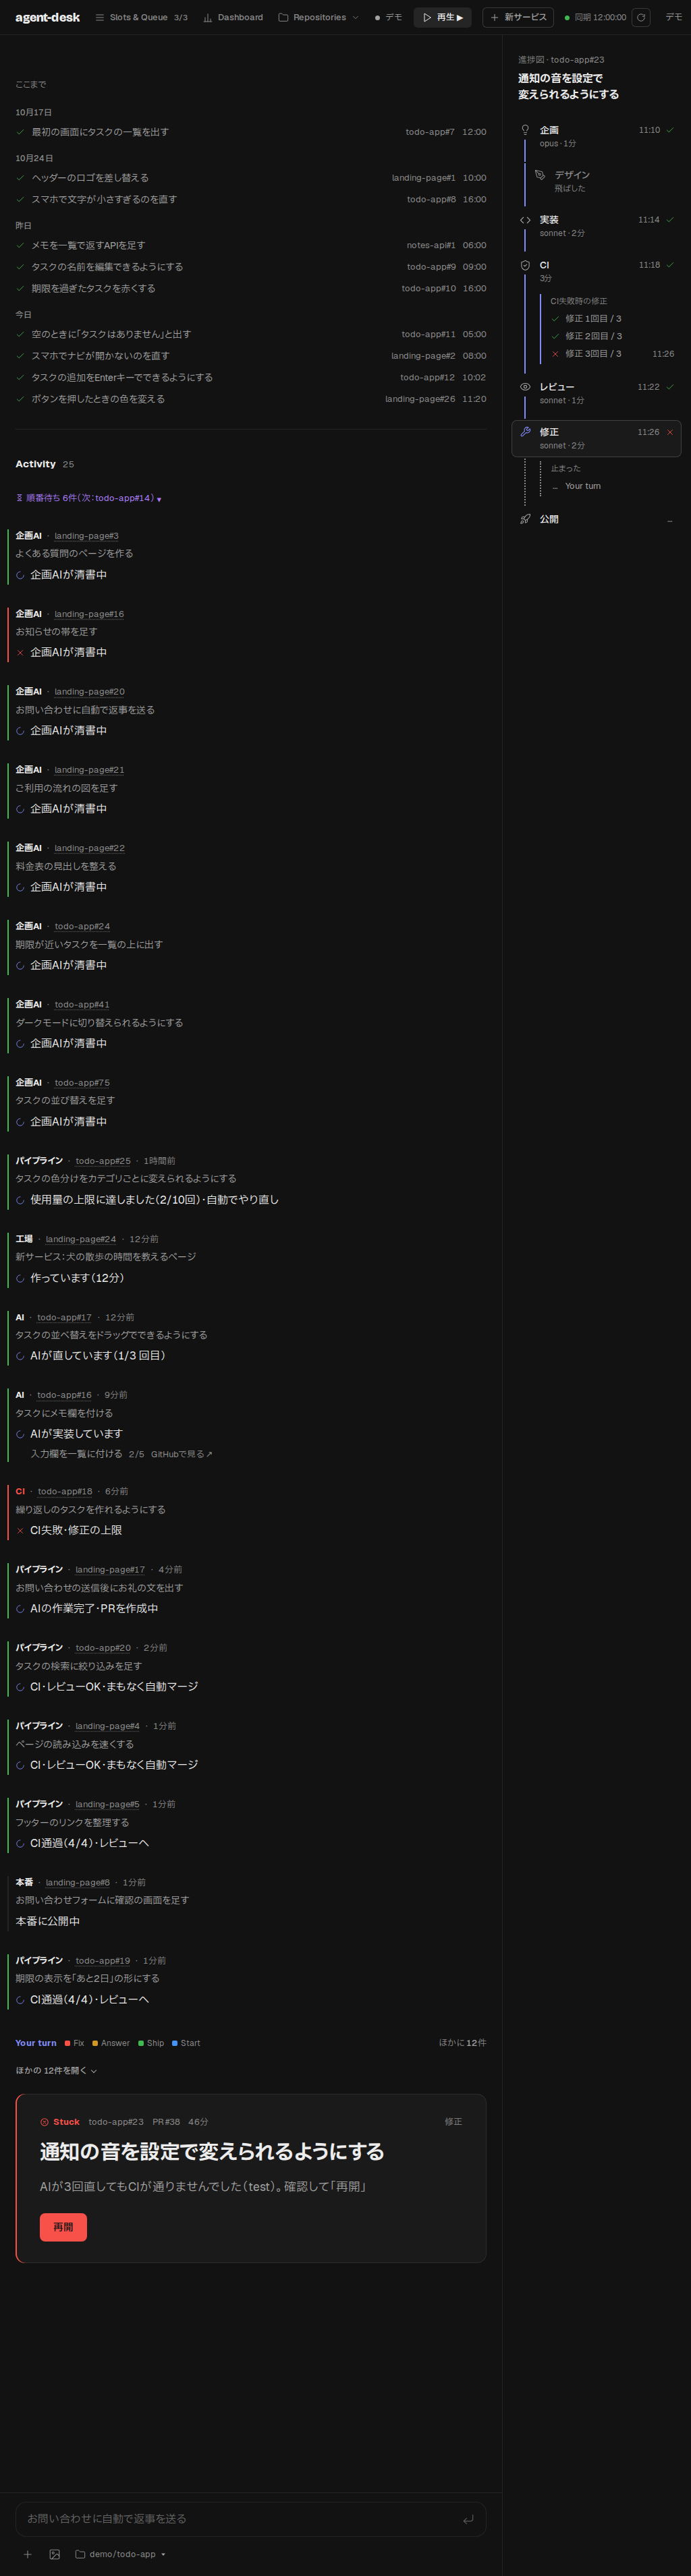 agent-desk Slots & Queue 3/3 Dashboard Repositories デモ 再生 ▶ 新サービス 同期 12:00:00 デモ
ここまで
10月17日
最初の画面にタスクの一覧を出す todo-app#7 12:00
10月24日
ヘッダーのロゴを差し替える landing-page#1 10:00
スマホで文字が小さすぎるのを直す todo-app#8 16:00
昨日
メモを一覧で返すAPIを足す notes-api#1 06:00
タスクの名前を編集できるようにする todo-app#9 09:00
期限を過ぎたタスクを赤くする todo-app#10 16:00
今日
空のときに「タスクはありません」と出す todo-app#11 05:00
スマホでナビが開かないのを直す landing-page#2 08:00
タスクの追加をEnterキーでできるようにする todo-app#12 10:02
ボタンを押したときの色を変える landing-page#26 11:20
Activity 25
順番待ち 6件（次：todo-app#14） ▾
企画AI · landing-page#3
よくある質問のページを作る
企画AIが清書中
企画AI · landing-page#16
お知らせの帯を足す
企画AIが清書中
企画AI · landing-page#20
お問い合わせに自動で返事を送る
企画AIが清書中
企画AI · landing-page#21
ご利用の流れの図を足す
企画AIが清書中
企画AI · landing-page#22
料金表の見出しを整える
企画AIが清書中
企画AI · todo-app#24
期限が近いタスクを一覧の上に出す
企画AIが清書中
企画AI · todo-app#41
ダークモードに切り替えられるようにする
企画AIが清書中
企画AI · todo-app#75
タスクの並び替えを足す
企画AIが清書中
パイプライン · todo-app#25 · 1時間前
タスクの色分けをカテゴリごとに変えられるようにする
使用量の上限に達しました（2/10回）・自動でやり直し
工場 · landing-page#24 · 12分前
新サービス：犬の散歩の時間を教えるページ
作っています（12分）
AI · todo-app#17 · 12分前
タスクの並べ替えをドラッグでできるようにする
AIが直しています（1/3 回目）
AI · todo-app#16 · 9分前
タスクにメモ欄を付ける
AIが実装しています
入力欄を一覧に付ける 2/5 GitHubで見る↗
CI · todo-app#18 · 6分前
繰り返しのタスクを作れるようにする
CI失敗・修正の上限
パイプライン · landing-page#17 · 4分前
お問い合わせの送信後にお礼の文を出す
AIの作業完了・PRを作成中
パイプライン · todo-app#20 · 2分前
タスクの検索に絞り込みを足す
CI・レビューOK・まもなく自動マージ
パイプライン · landing-page#4 · 1分前
ページの読み込みを速くする
CI・レビューOK・まもなく自動マージ
パイプライン · landing-page#5 · 1分前
フッターのリンクを整理する
CI通過（4/4）・レビューへ
本番 · landing-page#8 · 1分前
お問い合わせフォームに確認の画面を足す
本番に公開中
パイプライン · todo-app#19 · 1分前
期限の表示を「あと2日」の形にする
CI通過（4/4）・レビューへ
Your turn Fix Answer Ship Start ほかに12件
ほかの 12件を開く
Stuck todo-app#23 PR#38 46分 修正
通知の音を設定で変えられるようにする
AIが3回直してもCIが通りませんでした（test）。確認して「再開」
再開
お問い合わせに自動で返事を送る
demo/todo-app ▾
進捗図 · todo-app#23
通知の音を設定で
変えられるようにする
企画 11:10
opus · 1分
デザイン
飛ばした
実装 11:14
sonnet · 2分
CI 11:18
3分
CI失敗時の修正
修正 1回目 / 3
修正 2回目 / 3
修正 3回目 / 3 11:26
レビュー 11:22
sonnet · 1分
修正 11:26
sonnet · 2分
止まった
… Your turn
公開 …